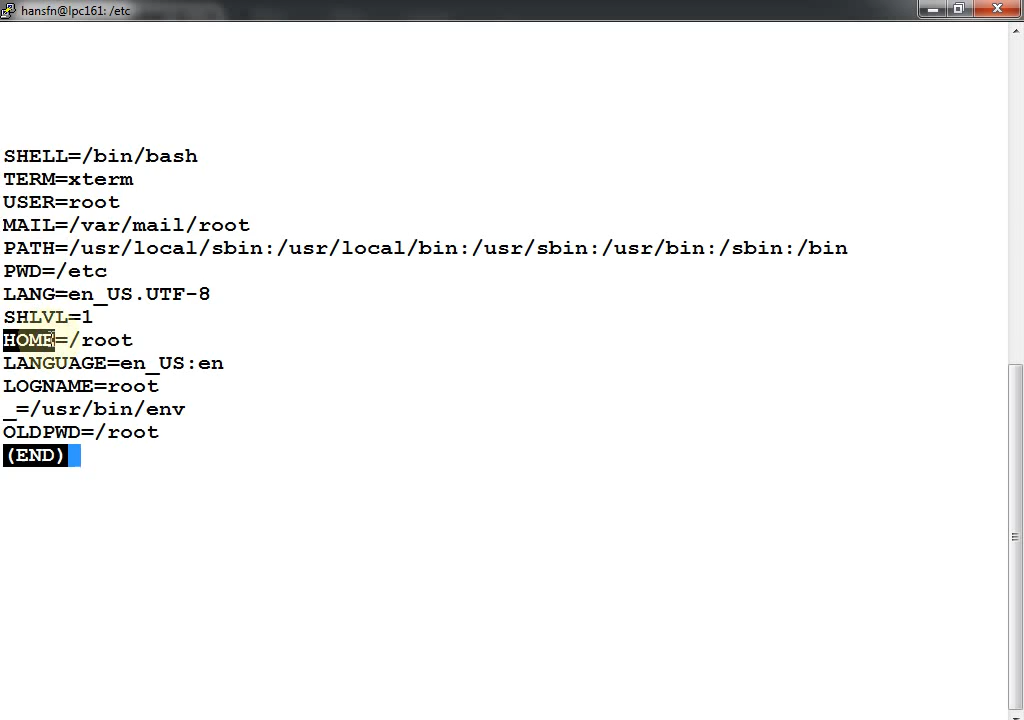 hansfn@lpc161: /etc
SHELL=/bin/bash
TERM=xterm
USER=root
MAIL=/var/mail/root
PATH=/usr/local/sbin:/usr/local/bin:/usr/sbin:/usr/bin:/sbin:/bin
PWD=/etc
LANG=en_US.UTF-8
SHLVL=1
HOME=/root
LANGUAGE=en_US:en
LOGNAME=root
_=/usr/bin/env
OLDPWD=/root
(END)